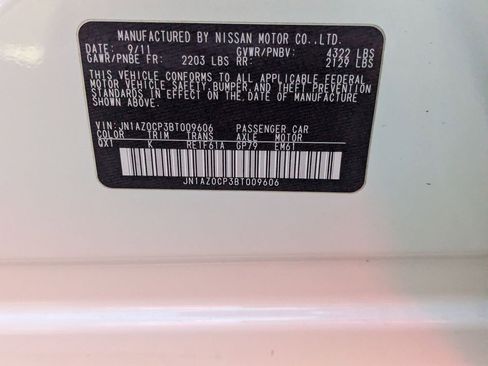 MANUFACTURED BY NISSAN MOTOR CO.,LTD.
DATE: 9/11 GVWR/PNBV: 4322 LBS
GAWR/PNBE FR: 2203 LBS RR: 2129 LBS
THIS VEHICLE CONFORMS TO ALL APPLICABLE FEDERAL
MOTOR VEHICLE SAFETY, BUMPER, AND THEFT PREVENTION
STANDARDS IN EFFECT ON THE DATE OF MANUFACTURE
SHOWN ABOVE.
VIN: JN1AZ0CP3BT009606 PASSENGER CAR
COLOR TRIM TRANS AXLE MOTOR
QX1 K RE1F61A GP79 EM61
JN1AZ0CP3BT009606